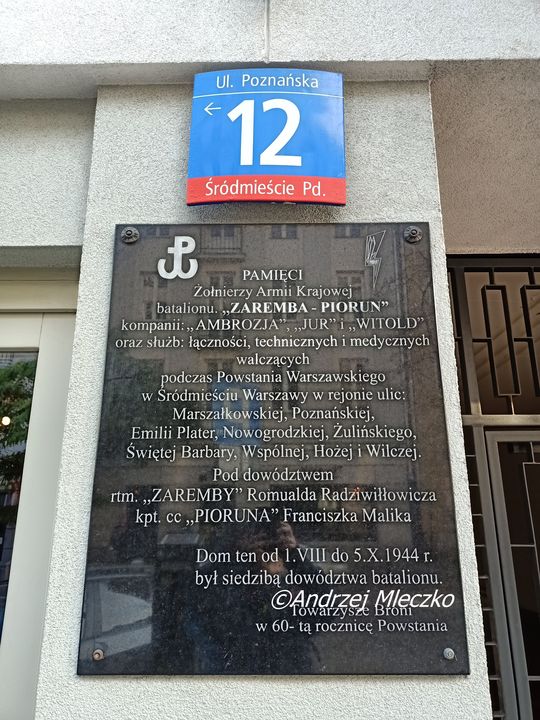 Ul. Poznańska
← 12
Śródmieście Pd.
PAMIĘCI
Żołnierzy Armii Krajowej
batalionu. ,,ZAREMBA - PIORUN”
kompanii: ,,AMBROZJA”, ,,JUR” i ,,WITOLD”
oraz służb: łączności, technicznych i medycznych
walczących
podczas Powstania Warszawskiego
w Śródmieściu Warszawy w rejonie ulic:
Marszałkowskiej, Poznańskiej,
Emilii Plater, Nowogrodzkiej, Żulińskiego,
Świętej Barbary, Wspólnej, Hożej i Wilczej.
Pod dowództwem
rtm. ,,ZAREMBY” Romualda Radziwiłłowicza
kpt. cc ,,PIORUNA” Franciszka Malika
Dom ten od 1.VIII do 5.X.1944 r.
był siedzibą dowództwa batalionu.
©Andrzej Mleczko
Towarzysze Broni
w 60- tą rocznicę Powstania